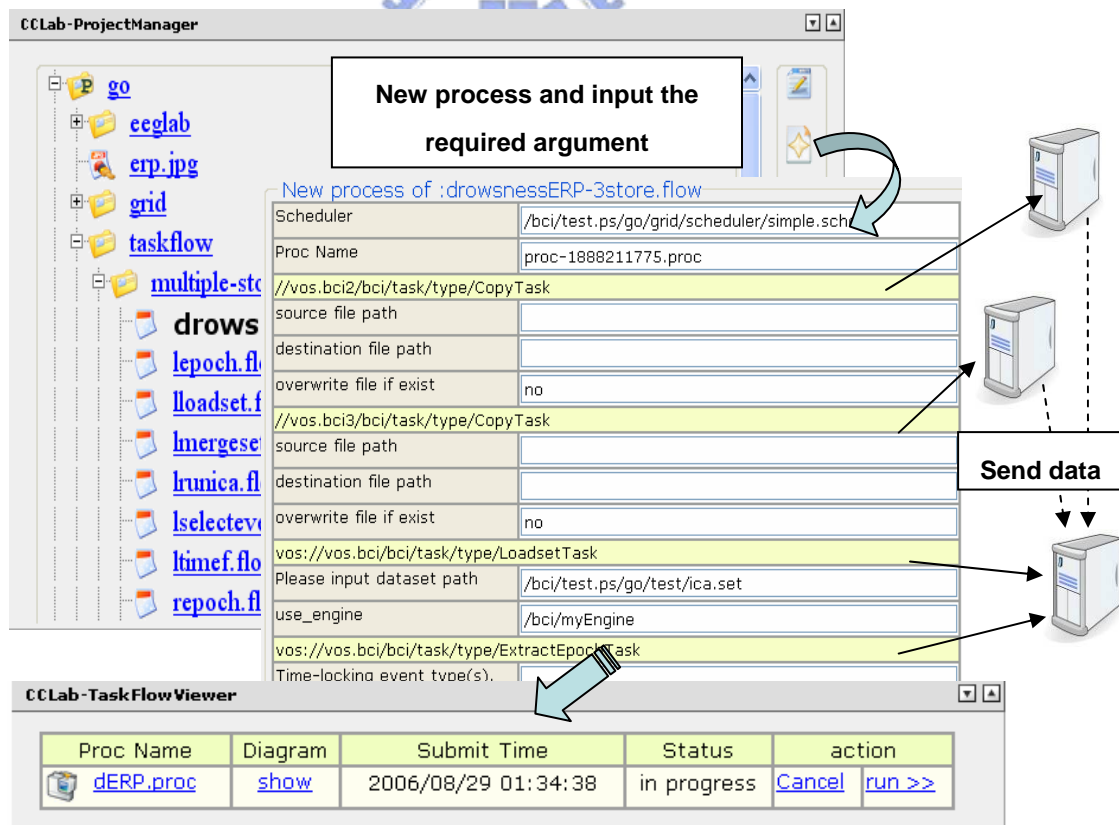 CCLab-ProjectManager
go
eeglab
erp.jpg
grid
taskflow
multiple-sto
drows
lepoch.fl
lloadset.f
lmergese
lrunica.fl
lselecteve
ltimef.flo
repoch.fl
New process and input the
required argument
New process of :drowsnessERP-3store.flow
Scheduler /bci/test.ps/go/grid/scheduler/simple.sch
Proc Name proc-1888211775.proc
//vos.bci2/bci/task/type/CopyTask
source file path
destination file path
overwrite file if exist no
//vos.bci3/bci/task/type/CopyTask
source file path
destination file path
overwrite file if exist no
vos://vos.bci/bci/task/type/LoadsetTask
Please input dataset path /bci/test.ps/go/test/ica.set
use_engine /bci/myEngine
vos://vos.bci/bci/task/type/ExtractEpochTask
Time-locking event type(s).
Send data
CCLab-TaskFlowViewer
Proc Name Diagram Submit Time Status action
dERP.proc show 2006/08/29 01:34:38 in progress Cancel run >>